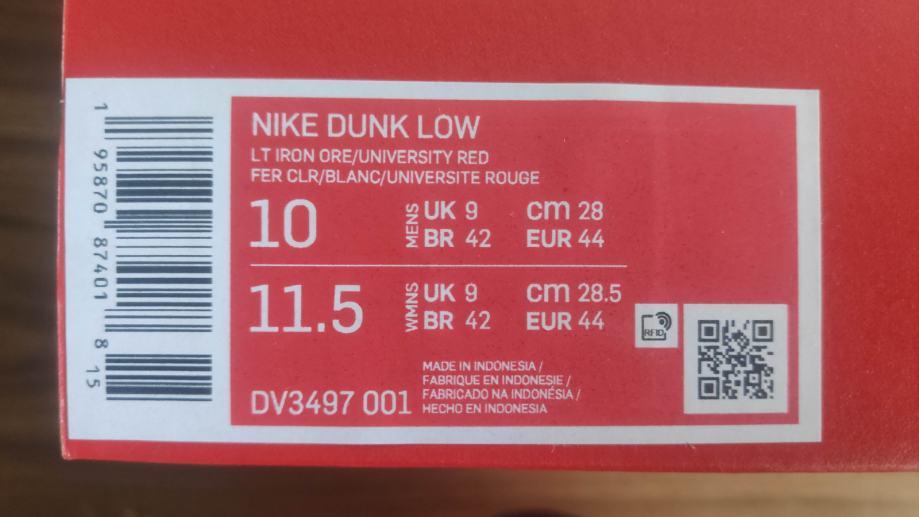 NIKE DUNK LOW
LT IRON ORE/UNIVERSITY RED
FER CLR/BLANC/UNIVERSITE ROUGE
10 MENS UK 9 cm 28
BR 42 EUR 44
11.5 WMNS UK 9 cm 28.5
BR 42 EUR 44
RFID
MADE IN INDONESIA /
FABRIQUE EN INDONESIE /
FABRICADO NA INDONÉSIA /
HECHO EN INDONESIA
DV3497 001
1 95870 87401 8 15